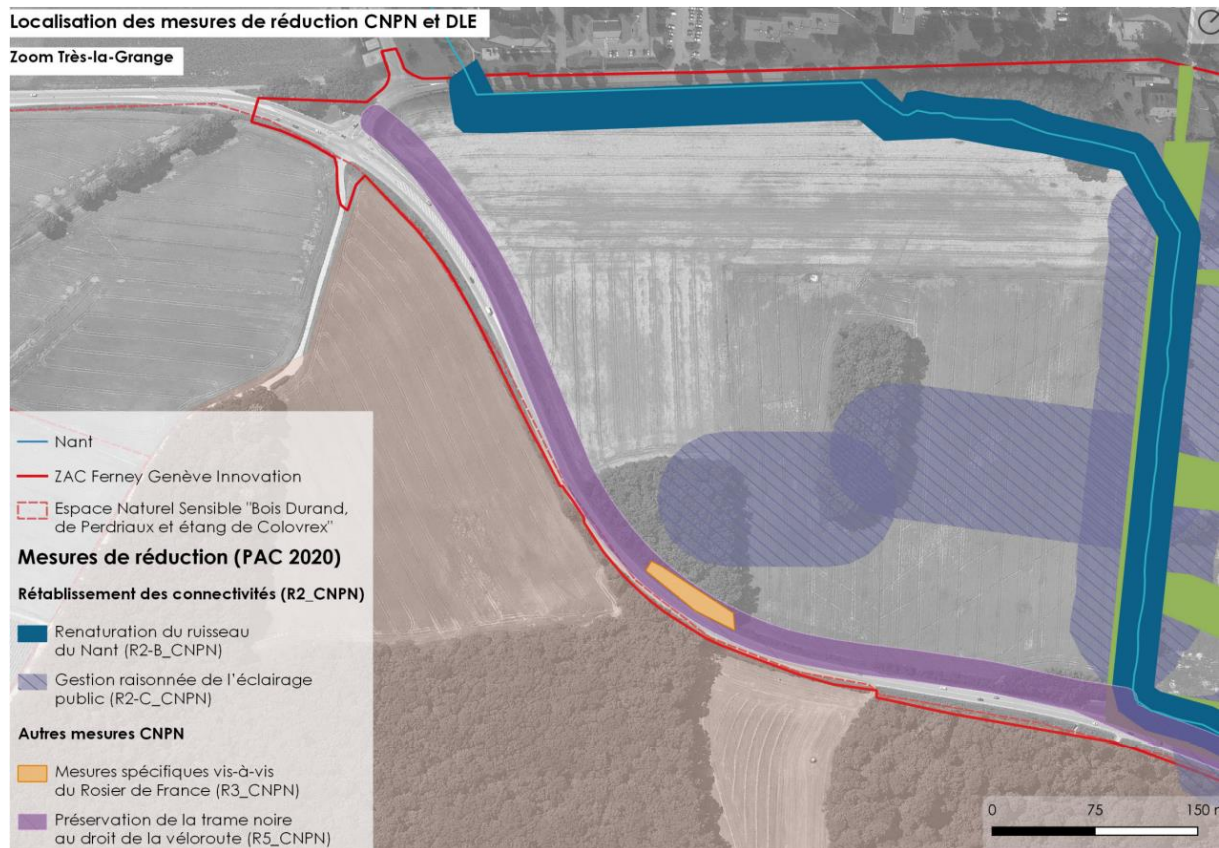 Localisation des mesures de réduction CNPN et DLE
Zoom Très-la-Grange
Nant
ZAC Ferney Genève Innovation
Espace Naturel Sensible "Bois Durand,
de Perdriaux et étang de Colovrex"
Mesures de réduction (PAC 2020)
Rétablissement des connectivités (R2_CNPN)
Renaturation du ruisseau
du Nant (R2-B_CNPN)
Gestion raisonnée de l'éclairage
public (R2-C_CNPN)
Autres mesures CNPN
Mesures spécifiques vis-à-vis
du Rosier de France (R3_CNPN)
Préservation de la trame noire
au droit de la véloroute (R5_CNPN)
0 75 150